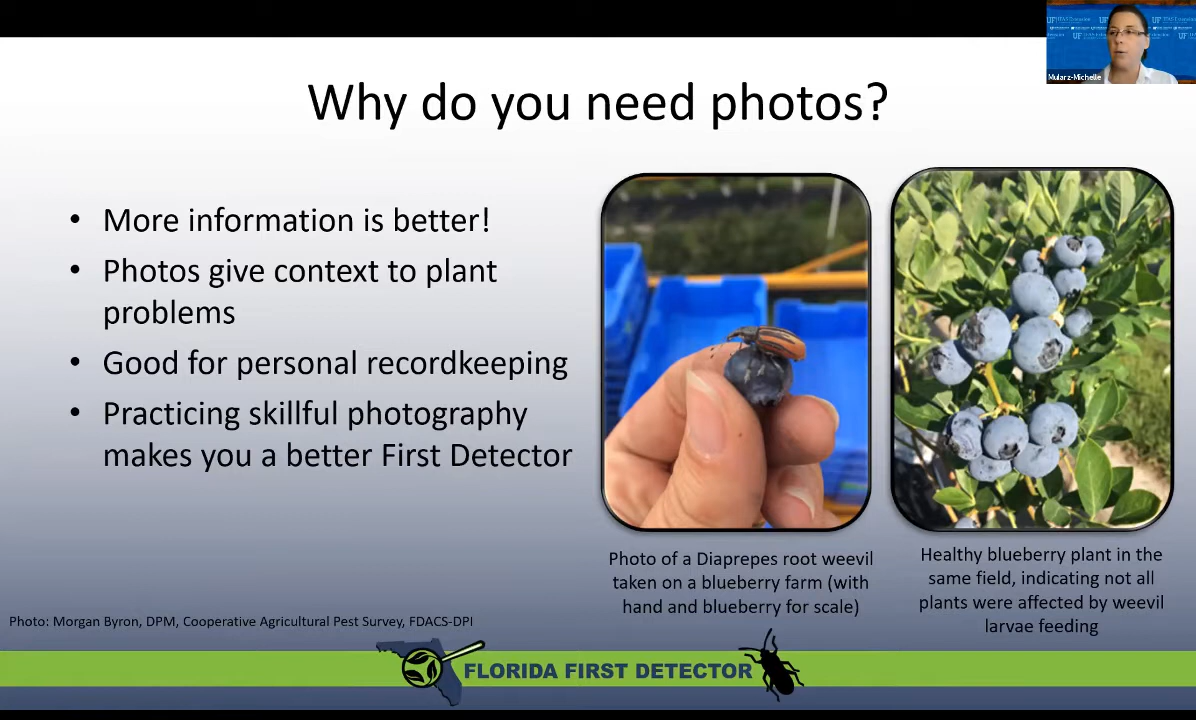 Mularz-Michelle
Why do you need photos?
• More information is better!
• Photos give context to plant
problems
• Good for personal recordkeeping
• Practicing skillful photography
makes you a better First Detector
Photo of a Diaprepes root weevil
taken on a blueberry farm (with
hand and blueberry for scale)
Healthy blueberry plant in the
same field, indicating not all
plants were affected by weevil
larvae feeding
Photo: Morgan Byron, DPM, Cooperative Agricultural Pest Survey, FDACS-DPI
FLORIDA FIRST DETECTOR